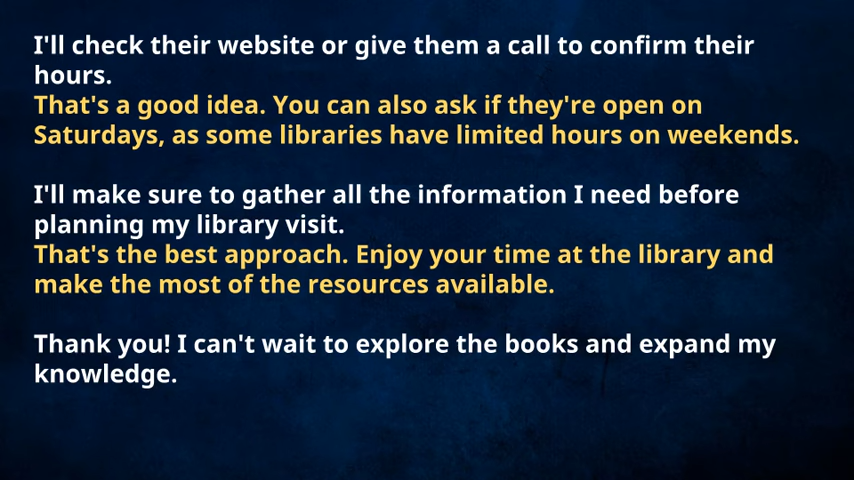 I'll check their website or give them a call to confirm their
hours.
That's a good idea. You can also ask if they're open on
Saturdays, as some libraries have limited hours on weekends.
I'll make sure to gather all the information I need before
planning my library visit.
That's the best approach. Enjoy your time at the library and
make the most of the resources available.
Thank you! I can't wait to explore the books and expand my
knowledge.